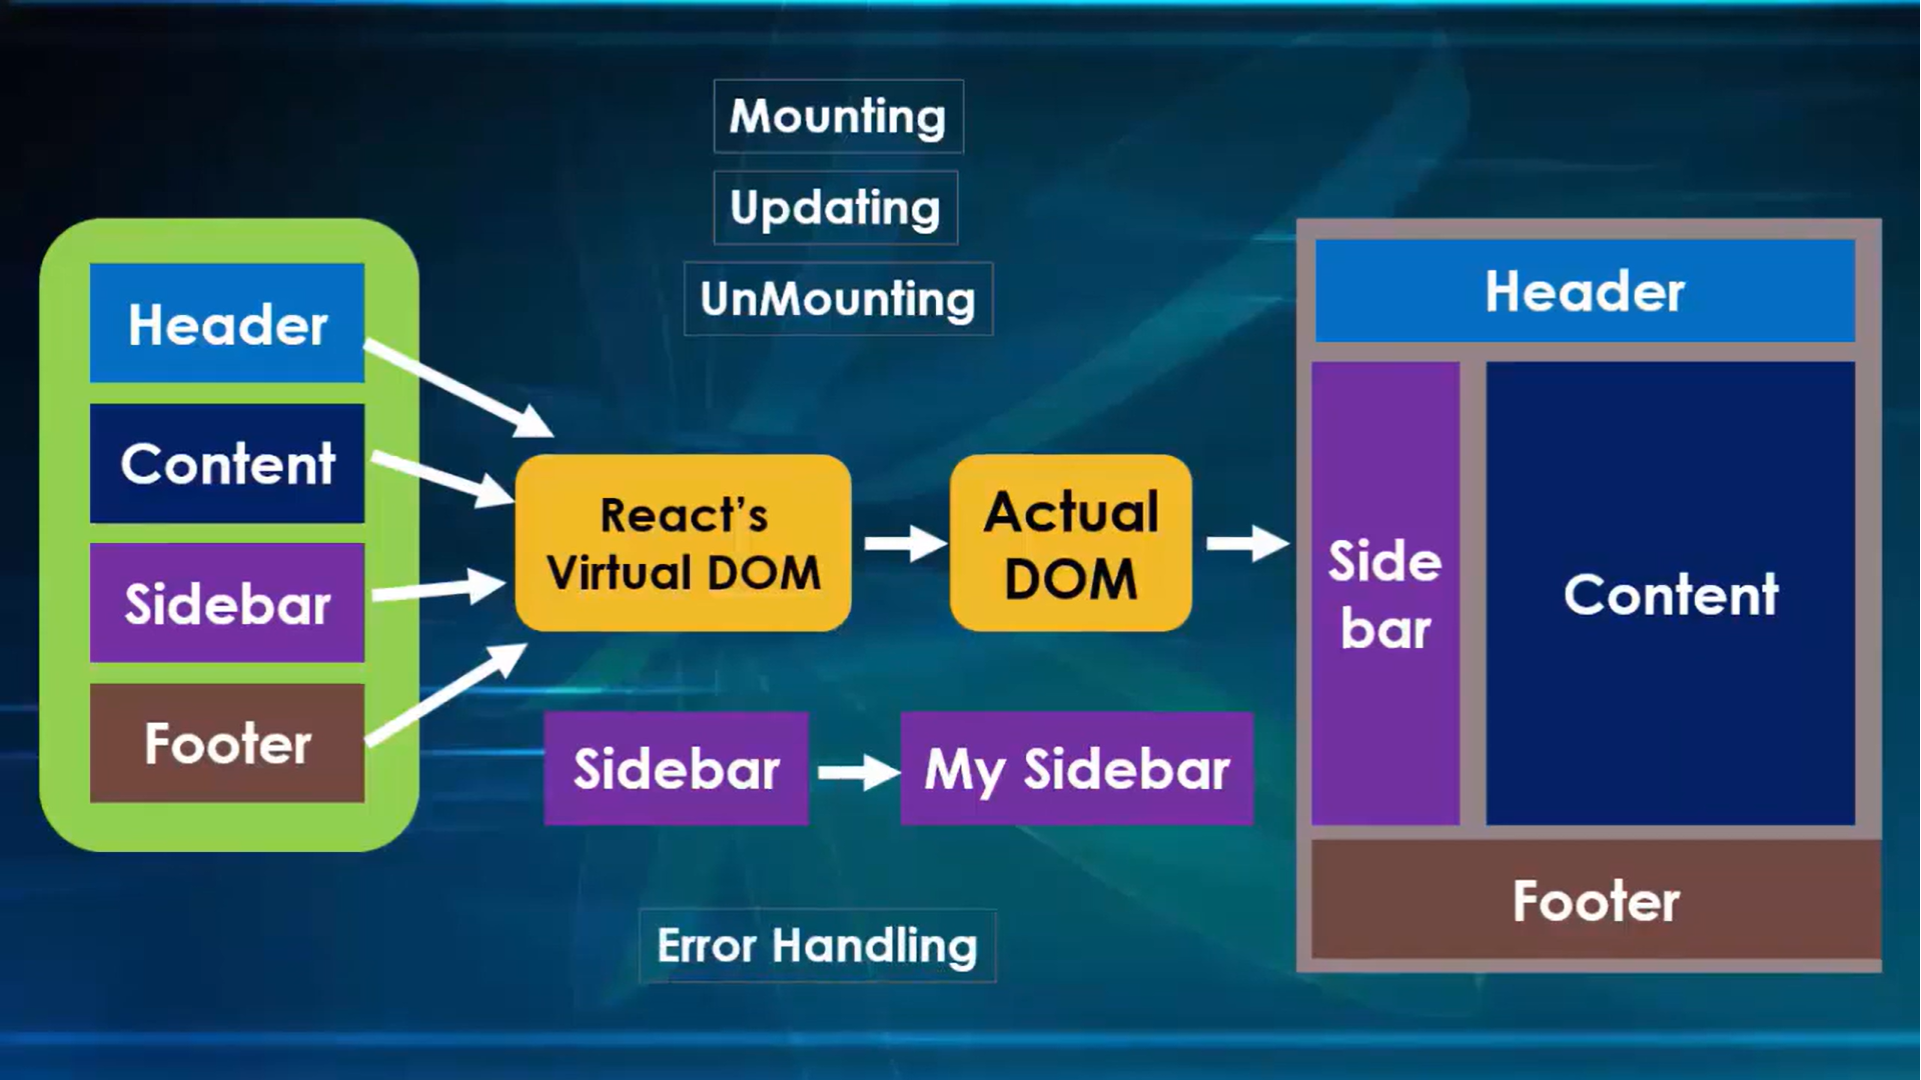 Mounting
Updating
UnMounting
Header
Content
Sidebar
Footer
React’s
Virtual DOM
Actual
DOM
Sidebar
My Sidebar
Error Handling
Header
Side
bar
Content
Footer